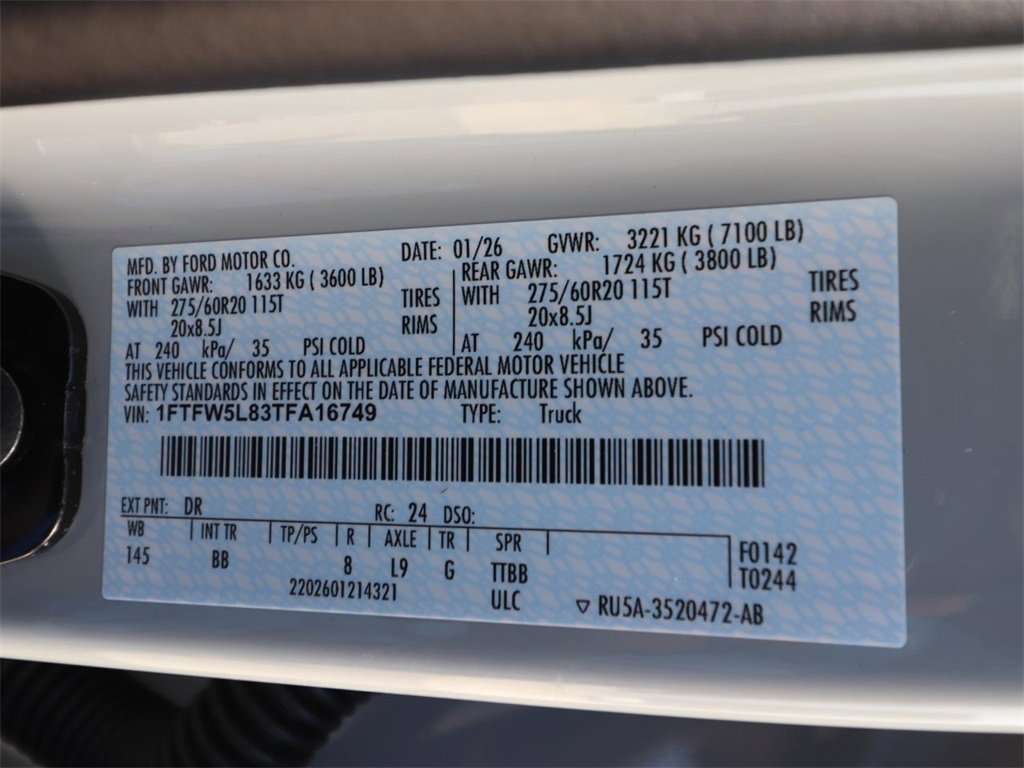 MFD. BY FORD MOTOR CO. DATE: 01/26 GVWR: 3221 KG ( 7100 LB)
FRONT GAWR: 1633 KG ( 3600 LB) REAR GAWR: 1724 KG ( 3800 LB)
WITH 275/60R20 115T TIRES WITH 275/60R20 115T TIRES
20x8.5J RIMS 20x8.5J RIMS
AT 240 kPa/ 35 PSI COLD AT 240 kPa/ 35 PSI COLD
THIS VEHICLE CONFORMS TO ALL APPLICABLE FEDERAL MOTOR VEHICLE
SAFETY STANDARDS IN EFFECT ON THE DATE OF MANUFACTURE SHOWN ABOVE.
VIN: 1FTFW5L83TFA16749 TYPE: Truck
EXT PNT: DR RC: 24 DSO:
WB INT TR TP/PS R AXLE TR SPR F0142
145 BB 8 L9 G TTBB T0244
2202601214321 ULC RU5A-3520472-AB